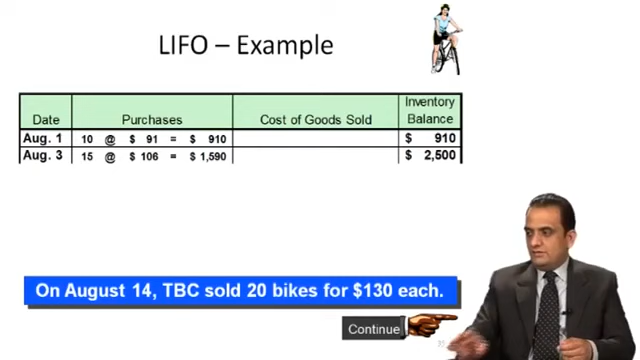 LIFO – Example
Date Purchases Cost of Goods Sold Inventory Balance
Aug. 1 10 @ $ 91 = $ 910 $ 910
Aug. 3 15 @ $ 106 = $ 1,590 $ 2,500
On August 14, TBC sold 20 bikes for $130 each.
Continue